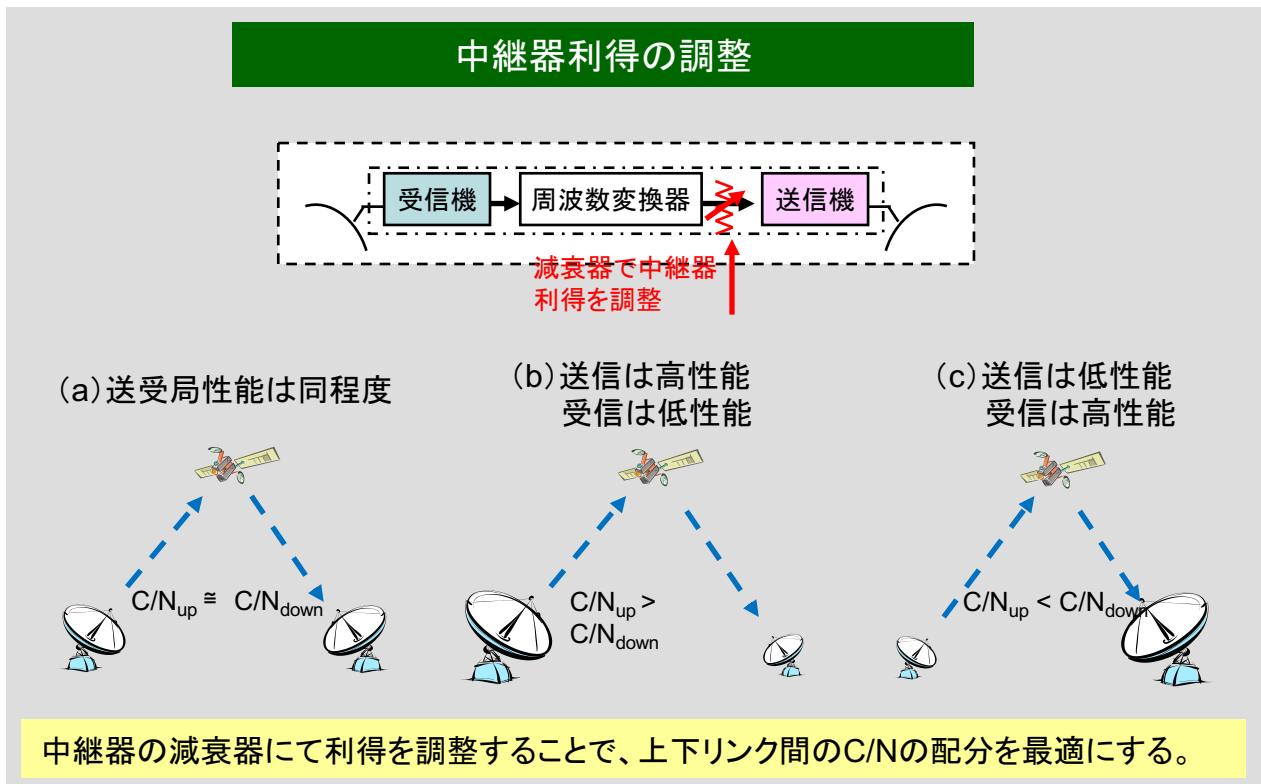 中継器利得の調整
受信機
周波数変換器
送信機
減衰器で中継器
利得を調整
(a)送受局性能は同程度
C/Nup ≅ C/Ndown
(b)送信は高性能
受信は低性能
C/Nup >
C/Ndown
(c)送信は低性能
受信は高性能
C/Nup < C/Ndown
中継器の減衰器にて利得を調整することで、上下リンク間のC/Nの配分を最適にする。